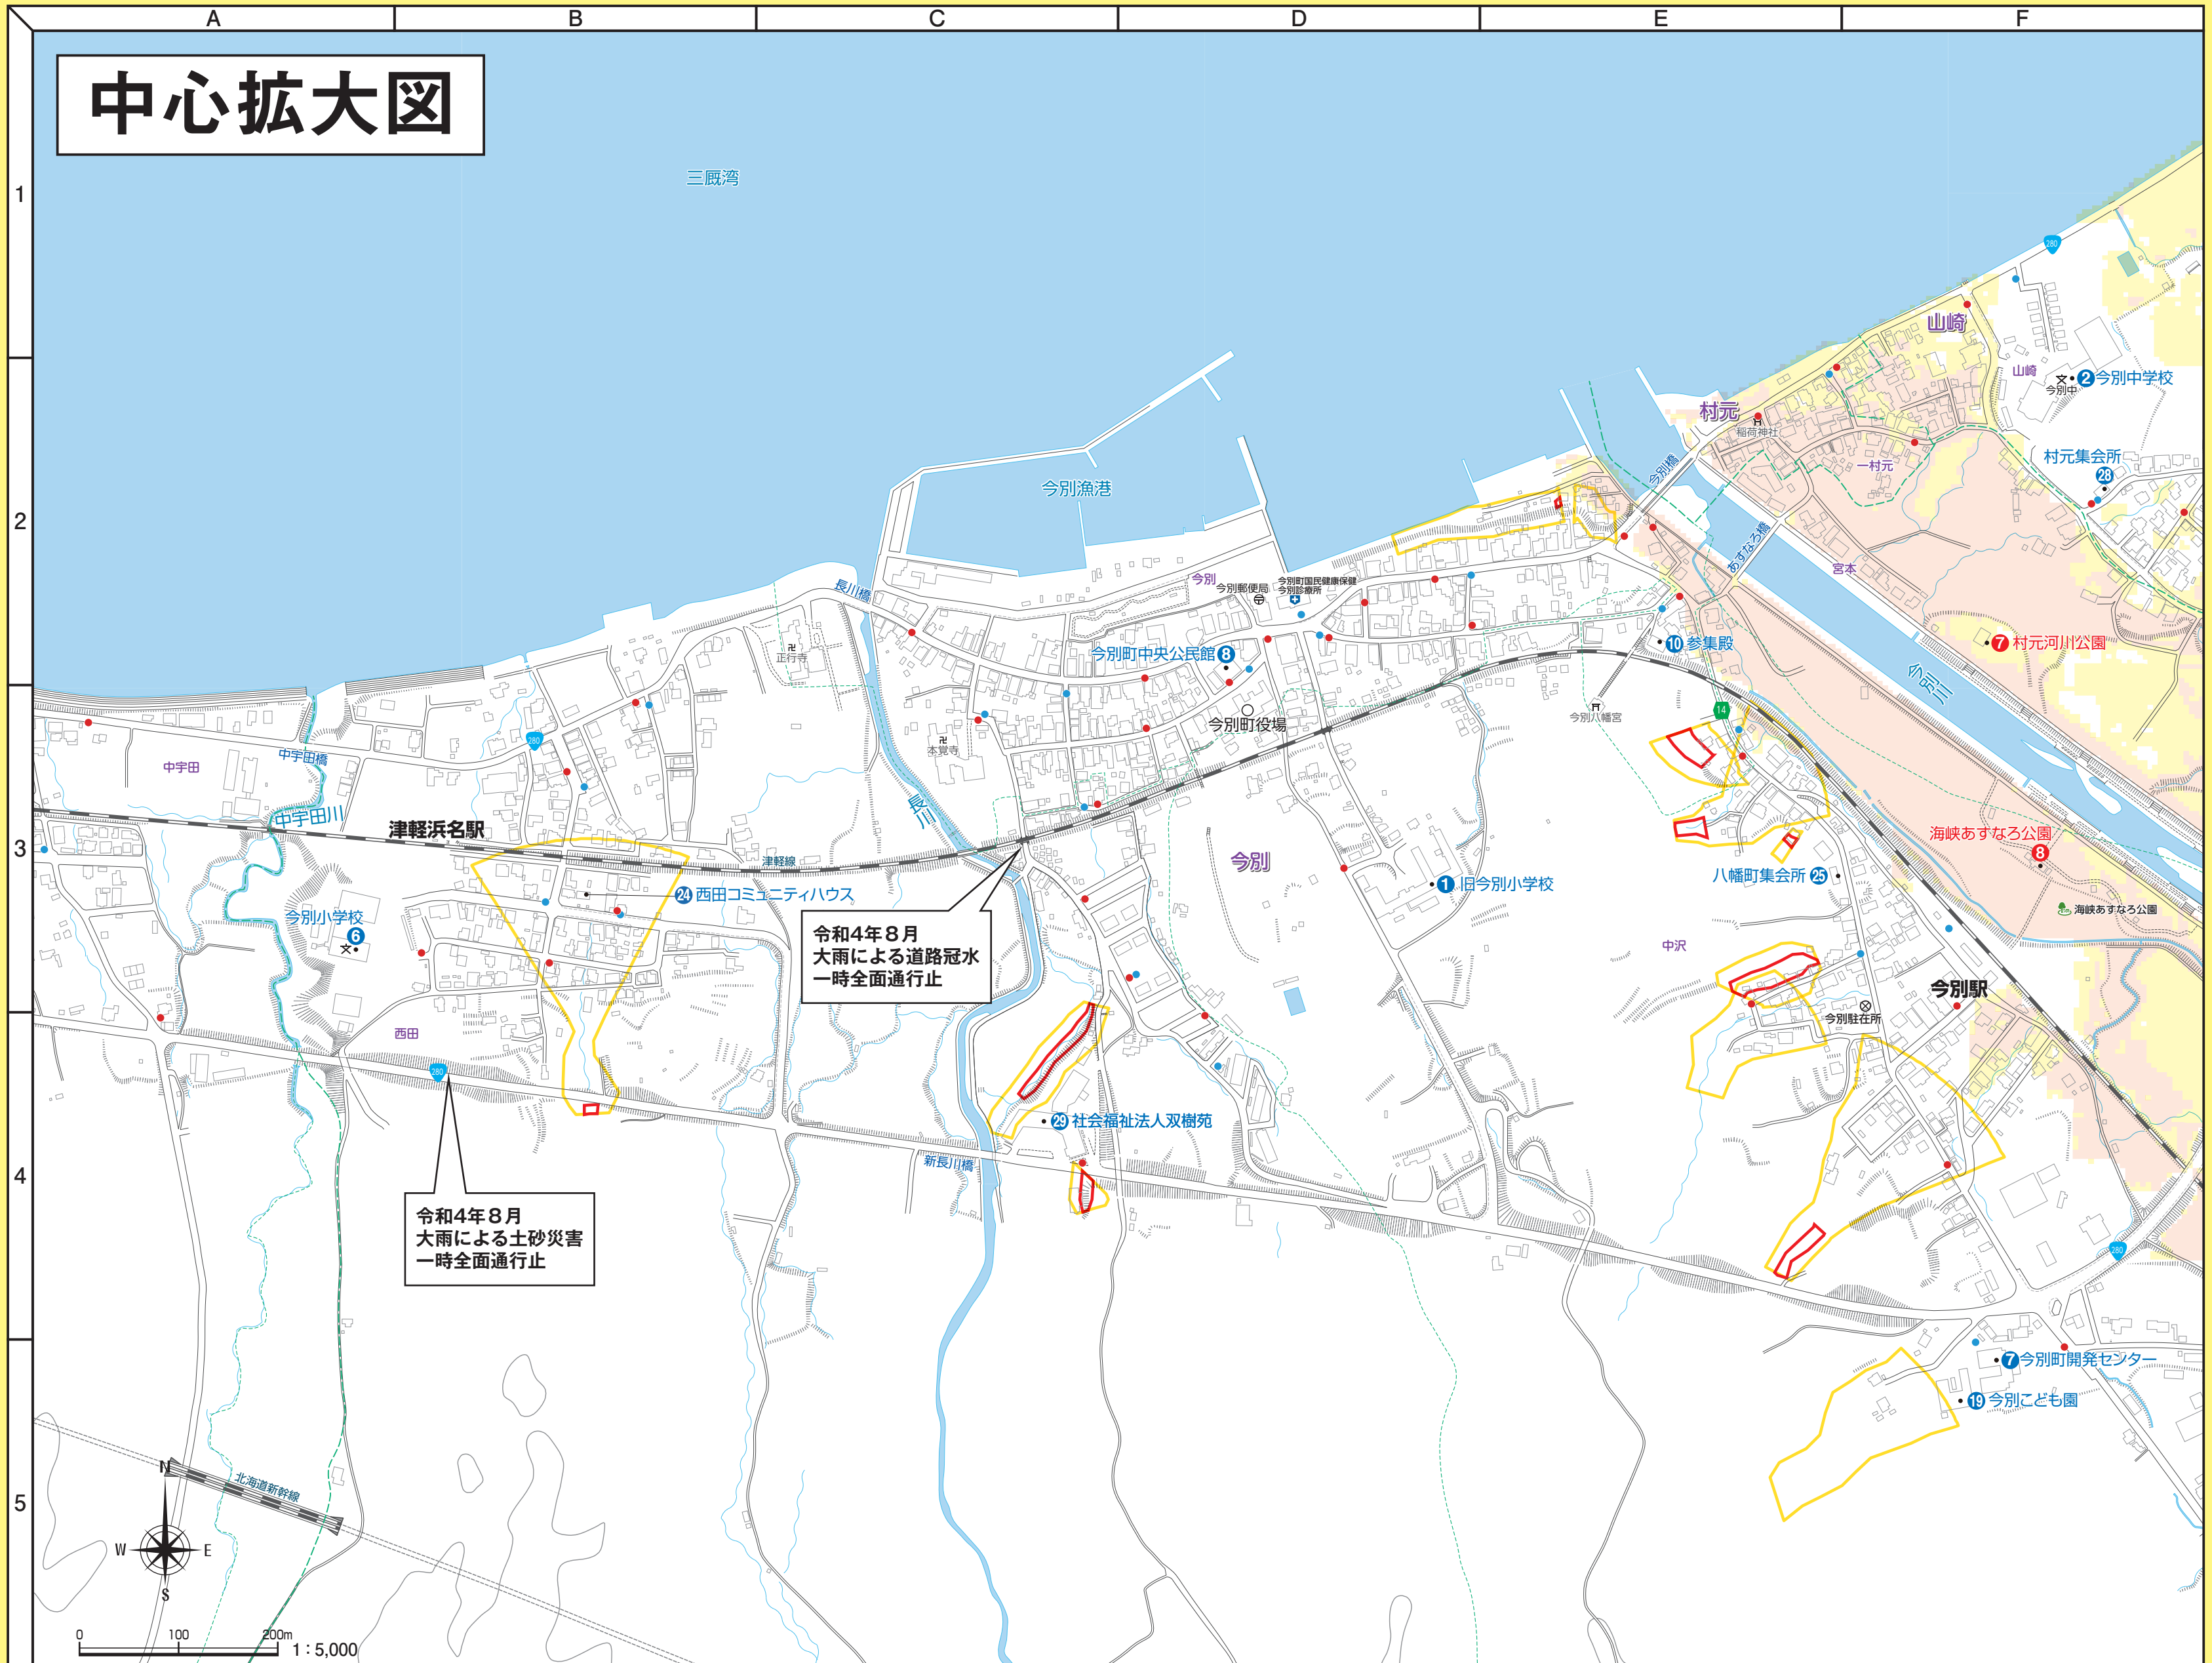 A
B
C
D
E
F
中心拡大図
1
2
3
4
5
三厩湾
280
山崎
山崎
文
今別中
2 今別中学校
村元
稲荷神社
一村元
村元集会所
28
今別漁港
今別橋
あすなろ橋
宮本
今別
今別郵便局
今別町国民健康保健
今別診療所
長川橋
正行寺
今別町中央公民館 8
10 参集殿
7 村元河川公園
今別川
今別町役場
今別八幡宮
14
本覚寺
280
中宇田
中宇田橋
中宇田川
津軽浜名駅
津軽線
長川
今別
1 旧今別小学校
海峡あすなろ公園
8
八幡町集会所 25
海峡あすなろ公園
24 西田コミュニティハウス
今別小学校
6
文
令和4年8月
大雨による道路冠水
一時全面通行止
中沢
今別駅
今別駐在所
西田
280
29 社会福祉法人双樹苑
新長川橋
令和4年8月
大雨による土砂災害
一時全面通行止
280
7 今別町開発センター
19 今別こども園
北海道新幹線
N
W
E
S
0 100 200m
1:5,000